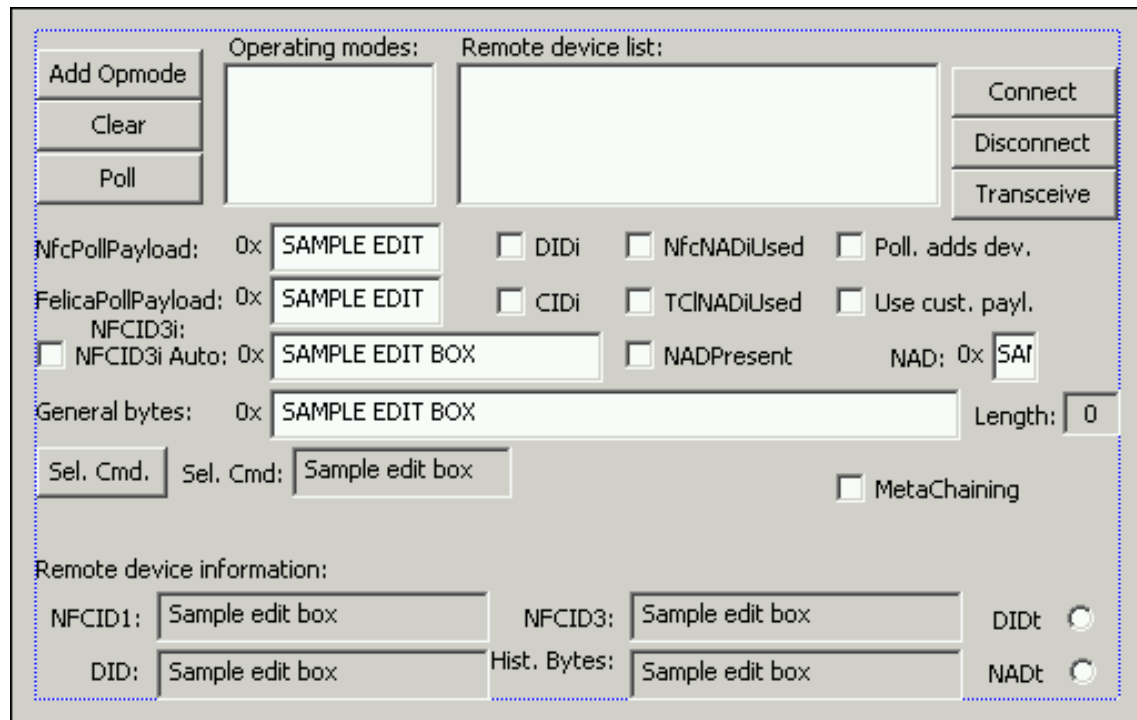 Operating modes: Remote device list:
Add Opmode
Clear
Poll
Connect
Disconnect
Transceive
NfcPollPayload: 0x SAMPLE EDIT DIDi NfcNADiUsed Poll. adds dev.
FelicaPollPayload: 0x SAMPLE EDIT CIDi TClNADiUsed Use cust. payl.
NFCID3i:
NFCID3i Auto: 0x SAMPLE EDIT BOX NADPresent NAD: 0x
General bytes: 0x SAMPLE EDIT BOX Length: 0
Sel. Cmd. Sel. Cmd: Sample edit box
MetaChaining
Remote device information:
NFCID1: Sample edit box NFCID3: Sample edit box DIDt
DID: Sample edit box Hist. Bytes: Sample edit box NADt